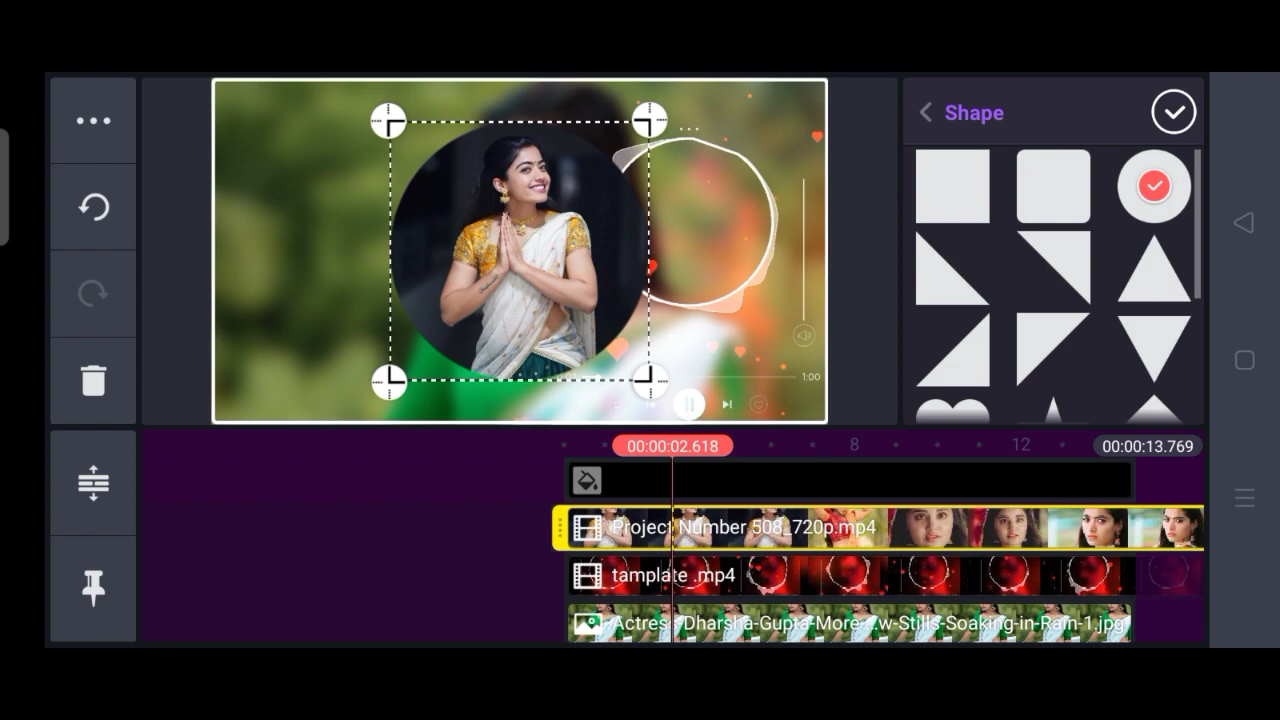 Shape
1:00
00:00:02.618
8
12
00:00:13.769
Project Number 508_720p.mp4
tamplate .mp4
Actress-Dharsha-Gupta-More-...w-Stills-Soaking-in-Rain-1.jpg